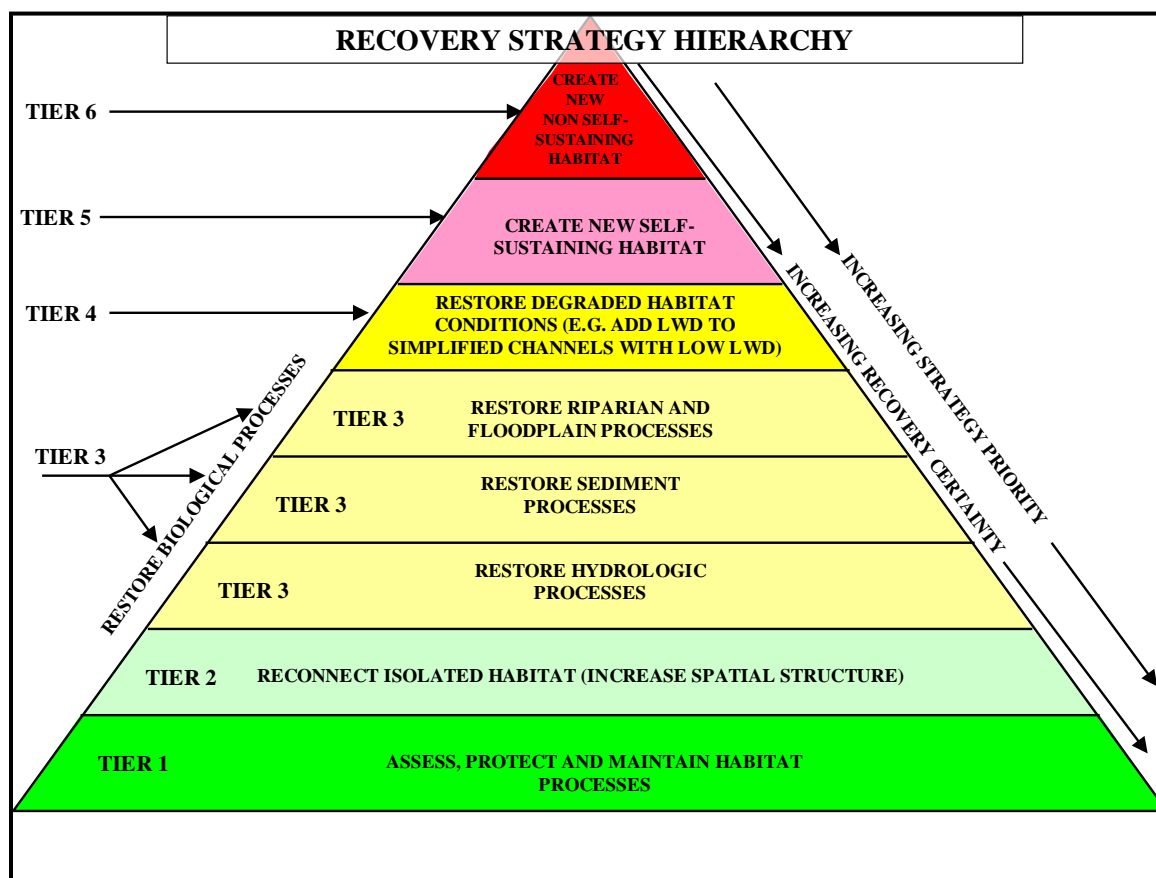 RECOVERY STRATEGY HIERARCHY
CREATE
NEW
NON SELF-
SUSTAINING
HABITAT
TIER 6
TIER 5
CREATE NEW SELF-
SUSTAINING HABITAT
TIER 4
RESTORE DEGRADED HABITAT
CONDITIONS (E.G. ADD LWD TO
SIMPLIFIED CHANNELS WITH LOW LWD)
TIER 3
RESTORE RIPARIAN AND
FLOODPLAIN PROCESSES
TIER 3
RESTORE BIOLOGICAL PROCESSES
TIER 3
RESTORE SEDIMENT
PROCESSES
TIER 3
RESTORE HYDROLOGIC
PROCESSES
TIER 2
RECONNECT ISOLATED HABITAT (INCREASE SPATIAL STRUCTURE)
TIER 1
ASSESS, PROTECT AND MAINTAIN HABITAT
PROCESSES
INCREASING RECOVERY CERTAINTY
INCREASING STRATEGY PRIORITY